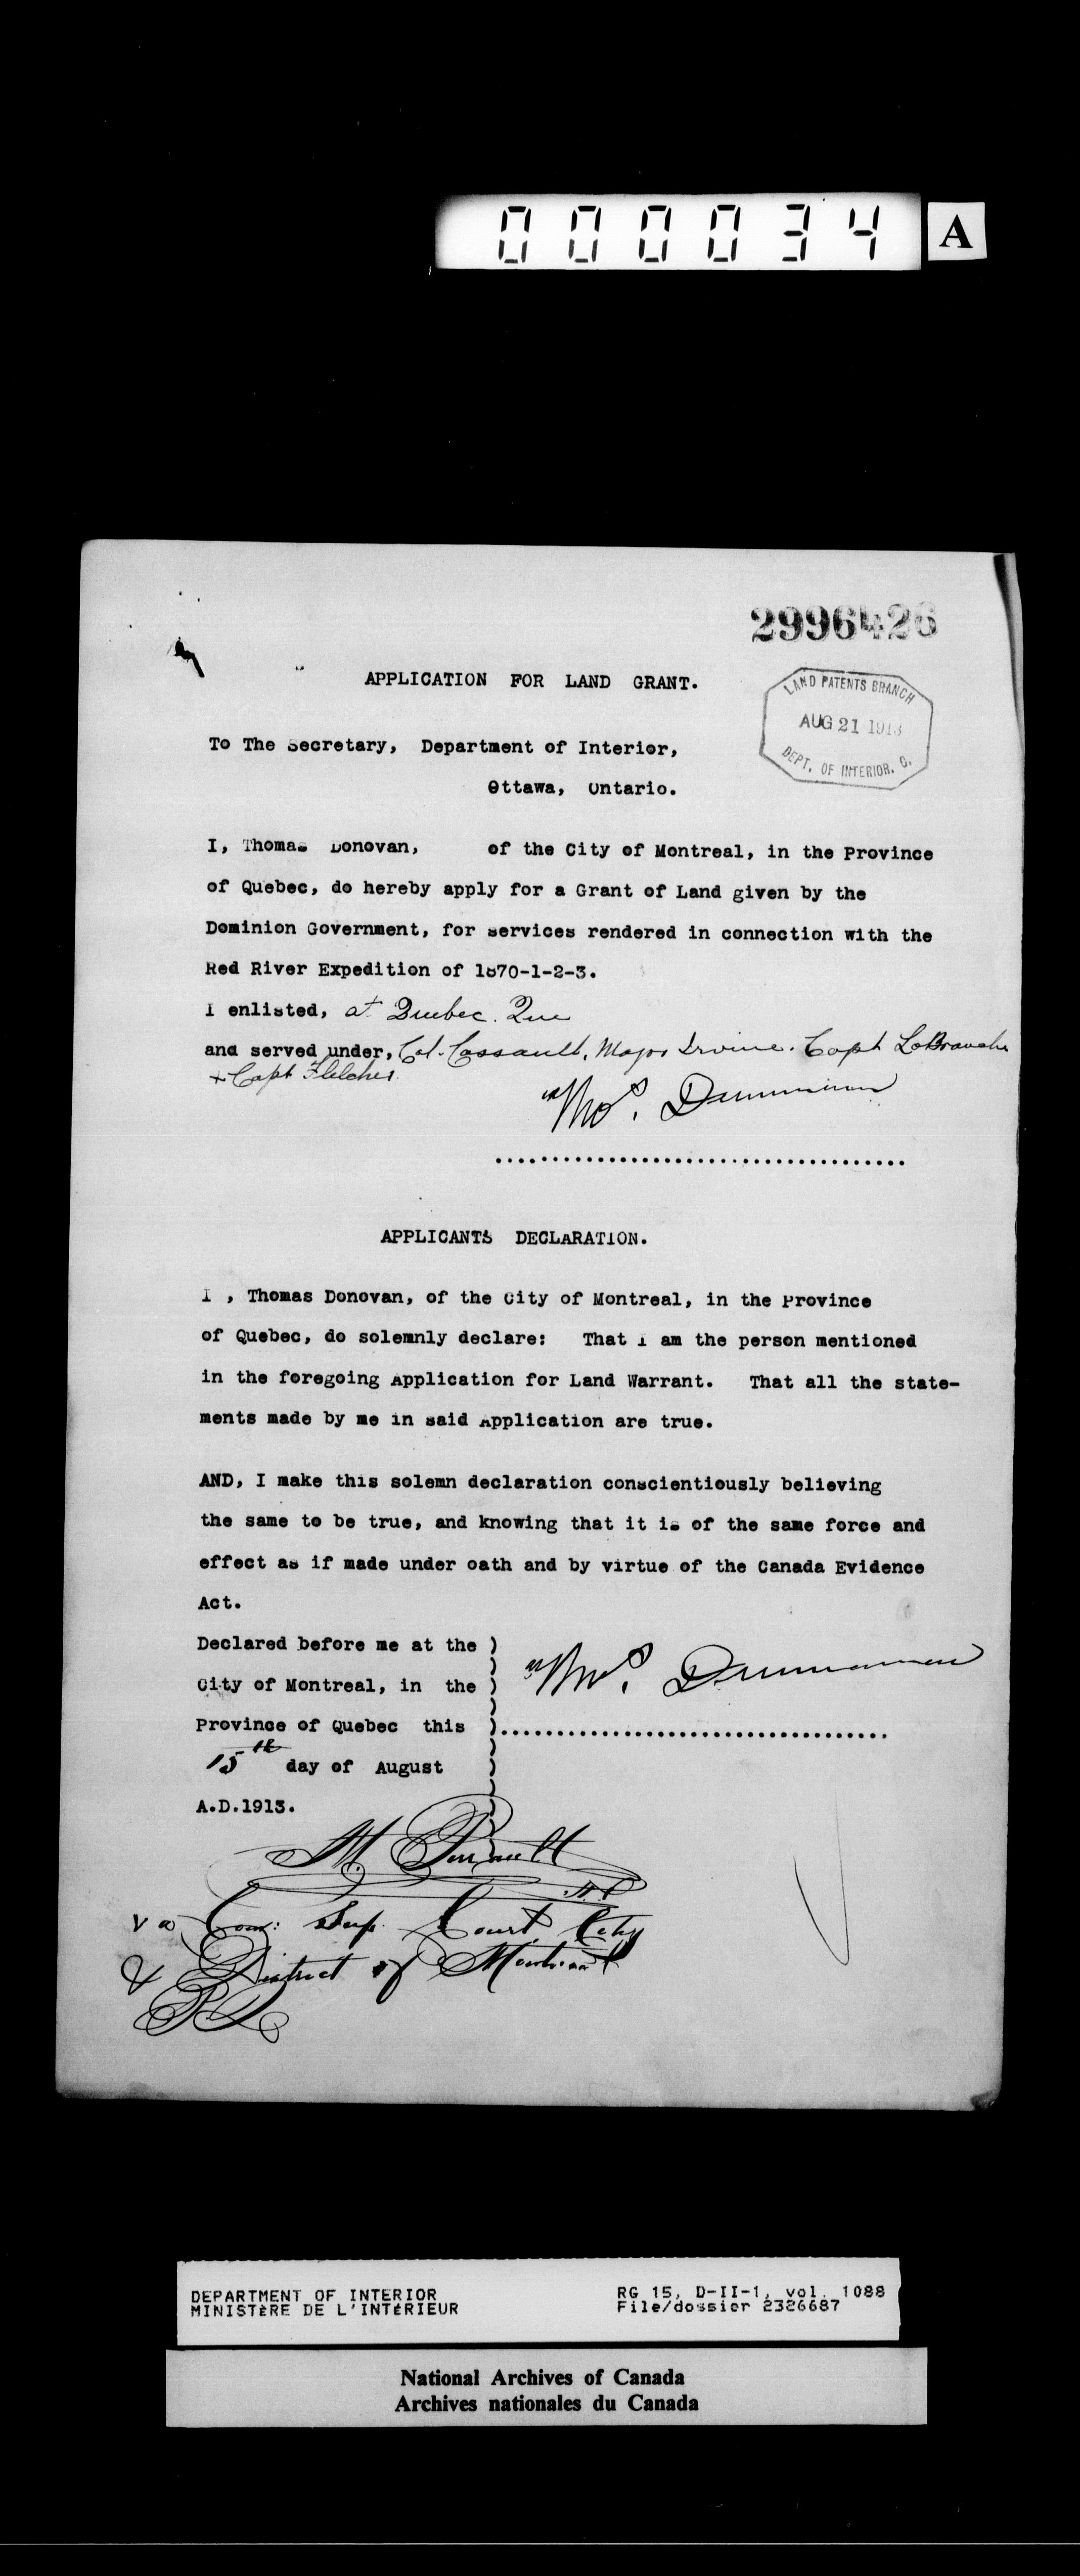 000034 A
2996426
APPLICATION FOR LAND GRANT.
LAND PATENTS BRANCH
AUG 21 1913
DEPT. OF INTERIOR. C.
To The Secretary, Department of Interior,
Ottawa, Ontario.
I, Thomas Donovan, of the City of Montreal, in the Province
of Quebec, do hereby apply for a Grant of Land given by the
Dominion Government, for services rendered in connection with the
Red River Expedition of 1870-1-2-3.
I enlisted, at Quebec. Que
and served under, Col. Cassault, Major Irvine. Capt LaBranche
+ Capt Fletcher.
Thos.
APPLICANTS DECLARATION.
I , Thomas Donovan, of the City of Montreal, in the Province
of Quebec, do solemnly declare: That I am the person mentioned
in the foregoing Application for Land Warrant. That all the state-
ments made by me in said Application are true.
AND, I make this solemn declaration conscientiously believing
the same to be true, and knowing that it is of the same force and
effect as if made under oath and by virtue of the Canada Evidence
Act.
Declared before me at the )
City of Montreal, in the )
Thos.
Province of Quebec this )
15th day of August
A.D.1913.
Com: Sup. Court City
& District of Montreal
DEPARTMENT OF INTERIOR
MINISTÈRE DE L'INTÉRIEUR
RG 15, D-II-1, vol. 1088
File/dossier 2326687
National Archives of Canada
Archives nationales du Canada